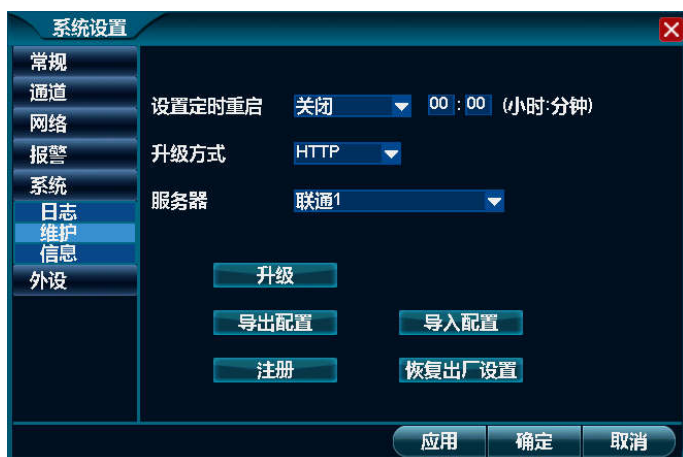 系统设置
常规
通道
网络
报警
系统
日志
维护
信息
外设
设置定时重启 关闭 00 : 00 (小时:分钟)
升级方式 HTTP
服务器 联通1
升级
导出配置 导入配置
注册 恢复出厂设置
应用 确定 取消